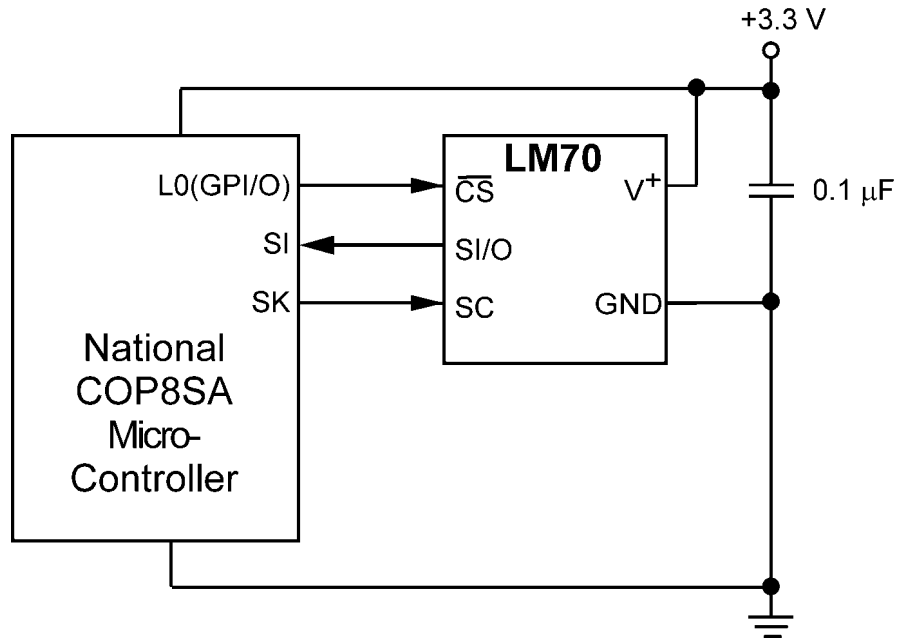 +3.3 V
LM70
L0(GPI/O)
CS
V+
0.1 μF
SI
SI/O
SK
SC
GND
National
COP8SA
Micro-
Controller